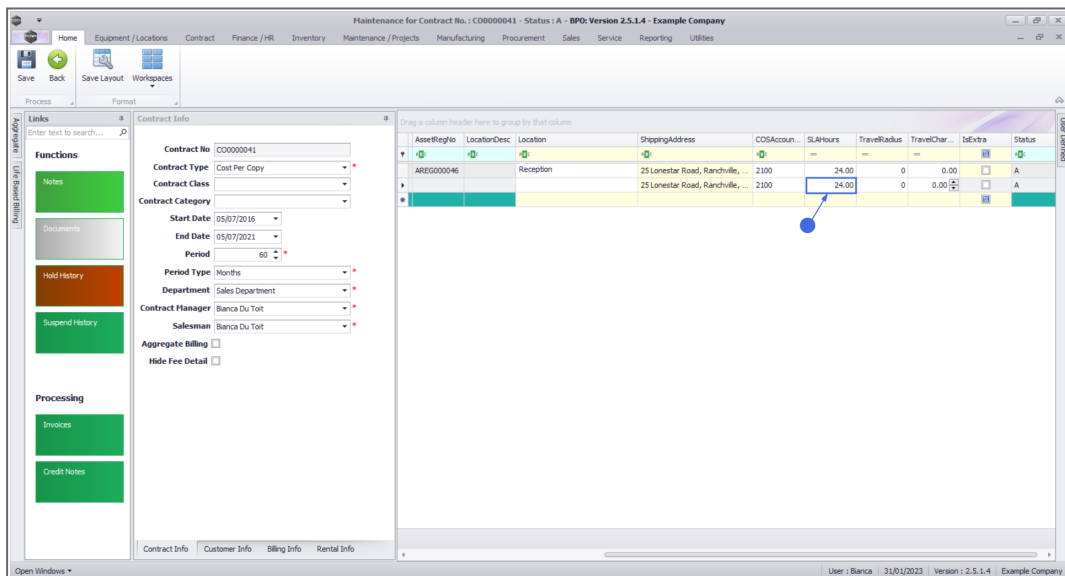 Maintenance for Contract No. : CO0000041 - Status : A - BPO: Version 2.5.1.4 - Example Company
Home Equipment / Locations Contract Finance / HR Inventory Maintenance / Projects Manufacturing Procurement Sales Service Reporting Utilities
Save Back Save Layout Workspaces
Process Format
Links
Enter text to search...
Functions
Notes
Documents
Hold History
Suspend History
Processing
Invoices
Credit Notes
Aggregate
Life Based Billing
Contract Info
Contract No CO0000041
Contract Type Cost Per Copy *
Contract Class
Contract Category
Start Date 05/07/2016
End Date 05/07/2021
Period 60 *
Period Type Months *
Department Sales Department *
Contract Manager Bianca Du Toit *
Salesman Bianca Du Toit *
Aggregate Billing
Hide Fee Detail
Contract Info Customer Info Billing Info Rental Info
Drag a column header here to group by that column
AssetRegNo LocationDesc Location ShippingAddress COSAccoun... SLAHours TravelRadius TravelChar... IsExtra Status
= = =
AREG000046 Reception 25 Lonestar Road, Ranchville, ... 2100 24.00 0 0.00 A
25 Lonestar Road, Ranchville, ... 2100 24.00 0 0.00 A
User Defined
Open Windows User : Bianca 31/01/2023 Version : 2.5.1.4 Example Company